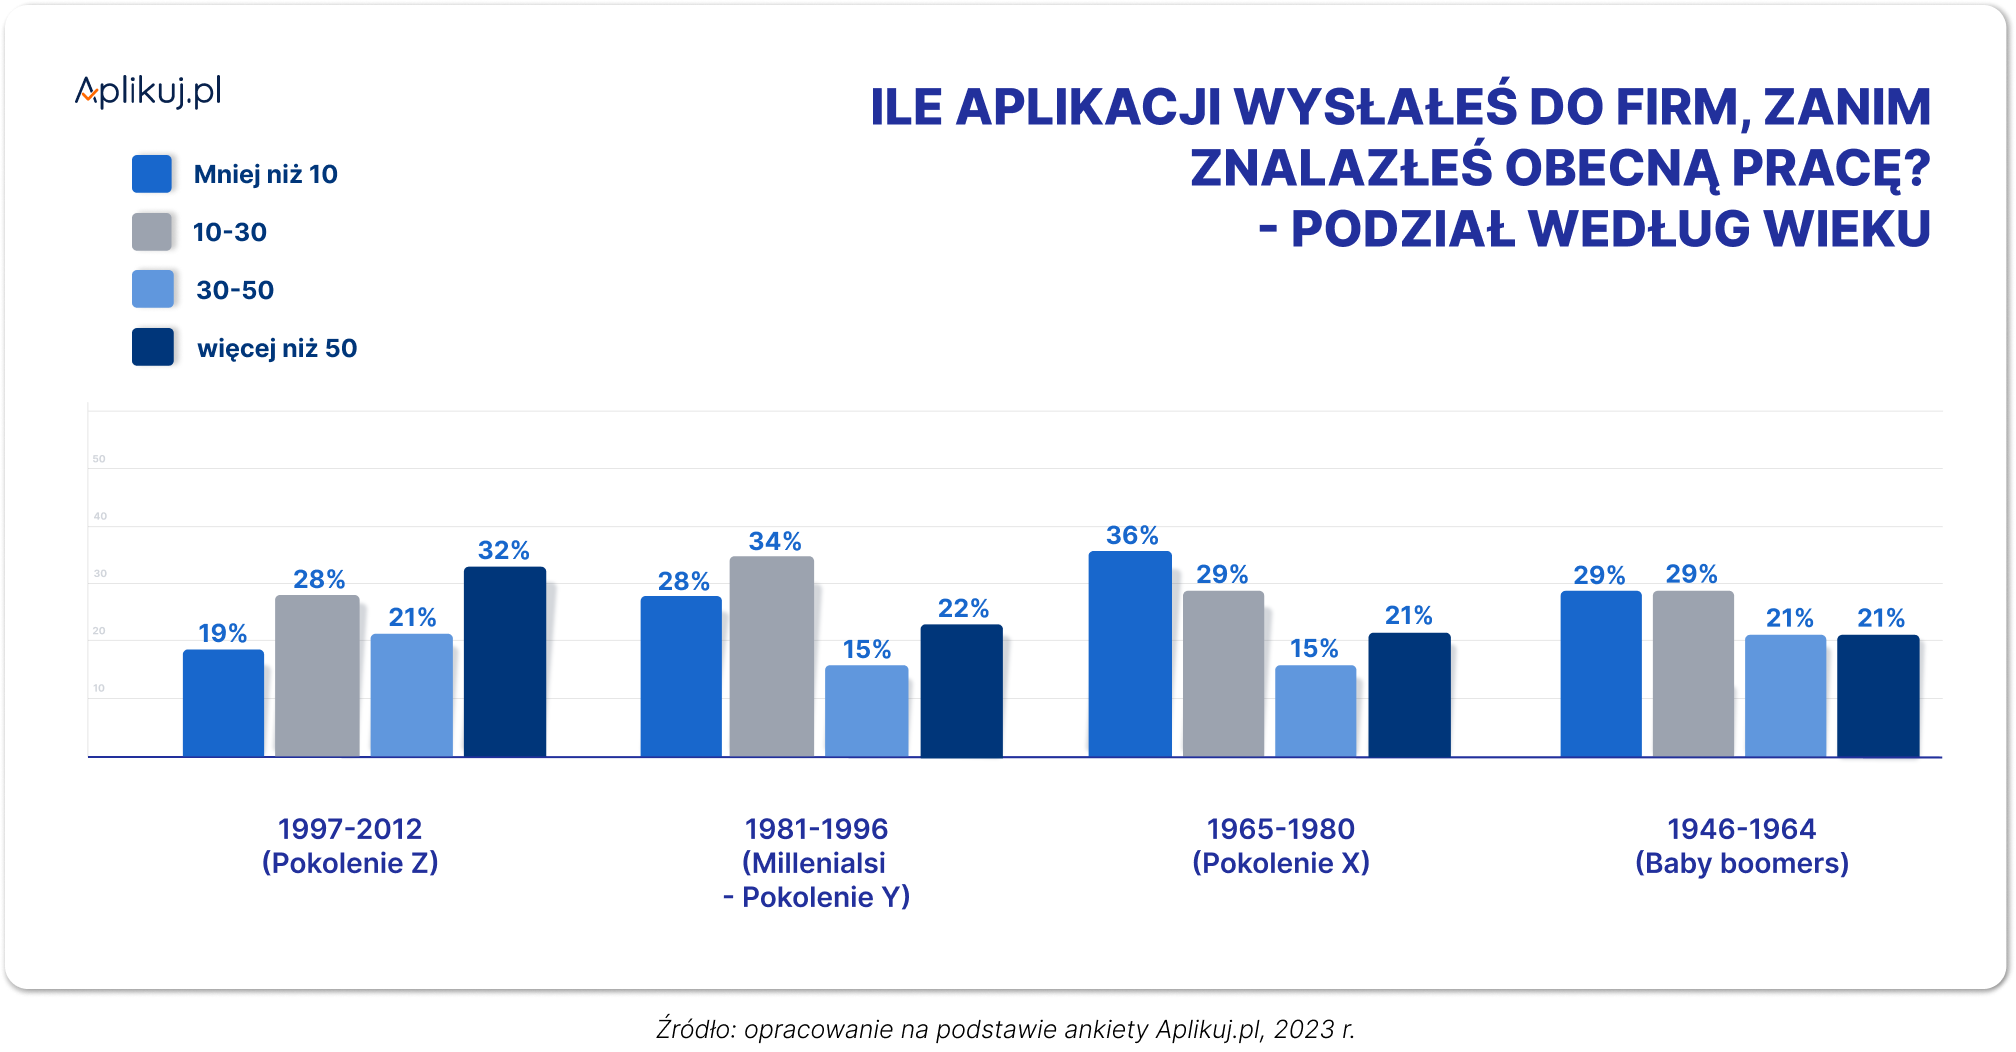 Aplikuj.pl
ILE APLIKACJI WYSŁAŁEŚ DO FIRM, ZANIM
ZNALAZŁEŚ OBECNĄ PRACĘ?
- PODZIAŁ WEDŁUG WIEKU
Mniej niż 10
10-30
30-50
więcej niż 50
50
40
30
20
10
19%
28%
21%
32%
28%
34%
15%
22%
36%
29%
15%
21%
29%
29%
21%
21%
1997-2012
(Pokolenie Z)
1981-1996
(Millenialsi
- Pokolenie Y)
1965-1980
(Pokolenie X)
1946-1964
(Baby boomers)
Źródło: opracowanie na podstawie ankiety Aplikuj.pl, 2023 r.